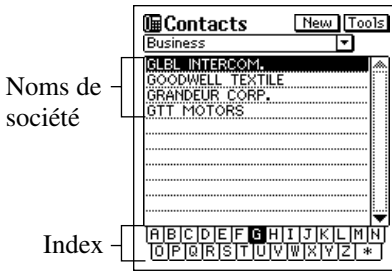 Contacts New Tools
Business
GLBL INTERCOM.
GOODWELL TEXTILE
GRANDEUR CORP.
GTT MOTORS
Noms de
société
Index
A B C D E F G H I J K L M N
O P Q R S T U V W X Y Z *